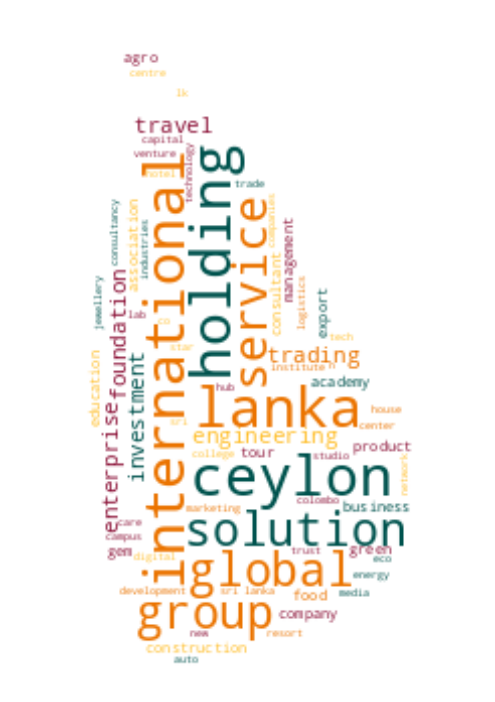 agro
centre
lk
travel
capital
venture
hotel
technology
international
holding
trade
service
companies
consultancy
association
industries
consultant
management
logistics
export
jewellery
foundation
lab
co
star
tech
trading
institute
education
investment
hub
academy
lanka
house
center
enterprise
sri
engineering
college
tour
studio
product
network
ceylon
colombo
business
marketing
solution
care
campus
gem
digital
trust
green
eco
global
energy
development
sri lanka
food
media
group
company
new
resort
construction
auto